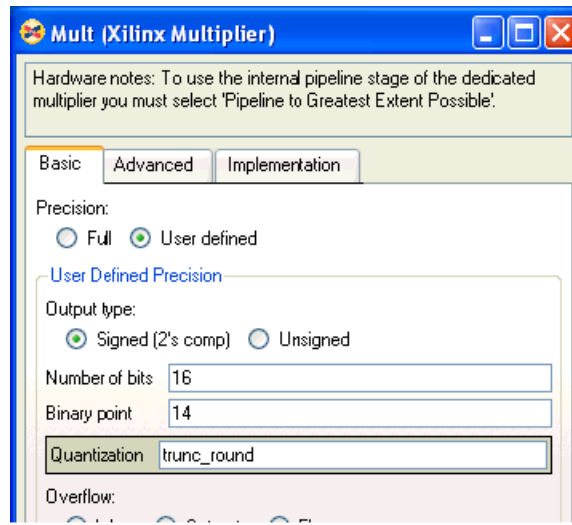 Mult (Xilinx Multiplier)
Hardware notes: To use the internal pipeline stage of the dedicated
multiplier you must select 'Pipeline to Greatest Extent Possible'.
Basic Advanced Implementation
Precision:
Full User defined
User Defined Precision
Output type:
Signed (2's comp) Unsigned
Number of bits 16
Binary point 14
Quantization trunc_round
Overflow: